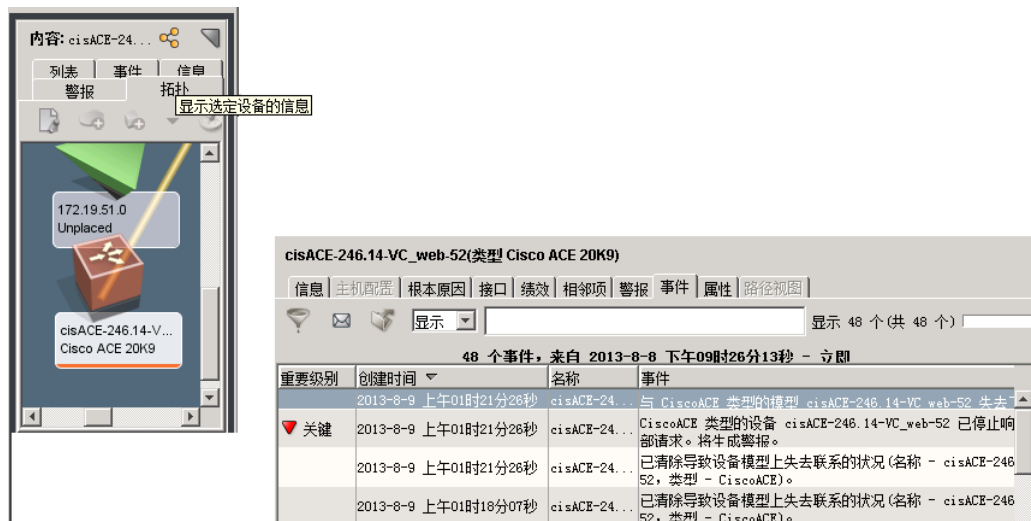 内容: cisACE-24...
列表 事件 信息
警报 拓扑
显示选定设备的信息
172.19.51.0
Unplaced
cisACE-246.14-V...
Cisco ACE 20K9
cisACE-246.14-VC_web-52(类型 Cisco ACE 20K9)
信息 主机配置 根本原因 接口 绩效 相邻项 警报 事件 属性 路径视图
显示 显示 48 个(共 48 个)
48 个事件，来自 2013-8-8 下午09时26分13秒 - 立即
重要级别 创建时间 名称 事件
2013-8-9 上午01时21分26秒 cisACE-24... 与 CiscoACE 类型的模型 cisACE-246.14-VC_web-52 失去
关键 2013-8-9 上午01时21分26秒 cisACE-24... CiscoACE 类型的设备 cisACE-246.14-VC_web-52 已停止响
部请求。将生成警报。
2013-8-9 上午01时21分26秒 cisACE-24... 已清除导致设备模型上失去联系的状况(名称 - cisACE-246
52，类型 - CiscoACE)。
2013-8-9 上午01时18分07秒 cisACE-24... 已清除导致设备模型上失去联系的状况(名称 - cisACE-246
52，类型 - CiscoACE)。